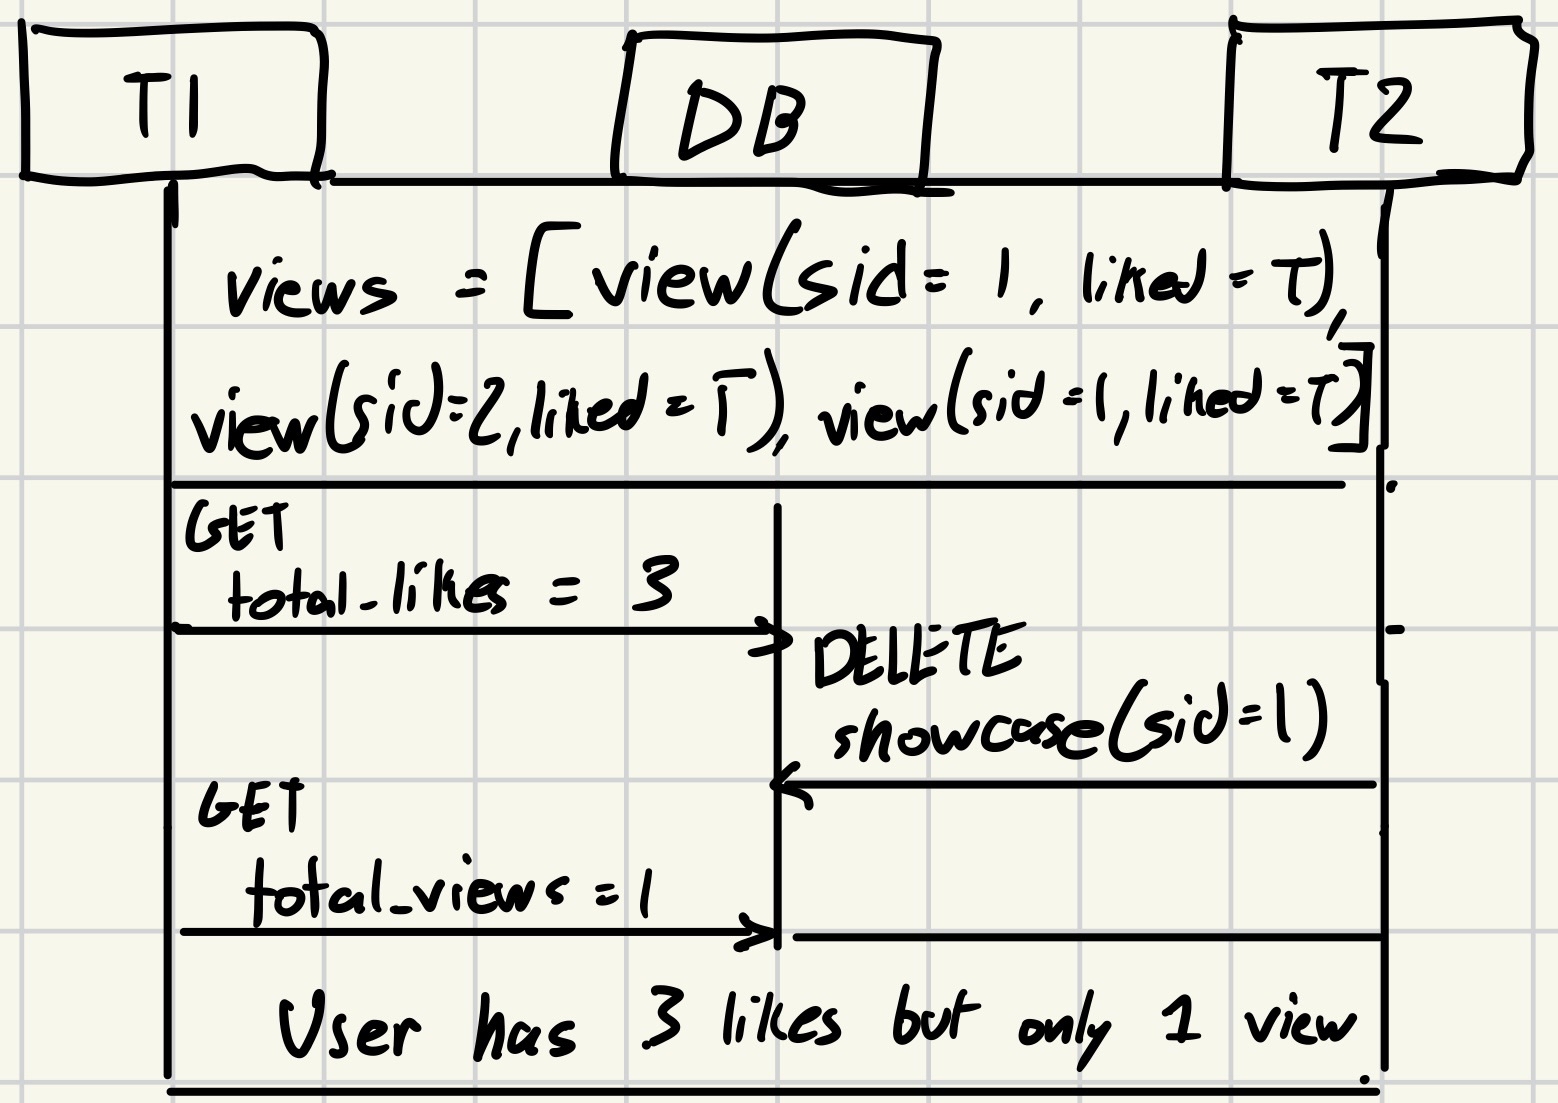 T1
DB
T2
views = [view(sid = 1, liked = T),
view(sid=2, liked = T), view(sid=1, liked=T)]
GET
total_likes = 3
DELETE
showcase(sid=1)
GET
total_views = 1
User has 3 likes but only 1 view